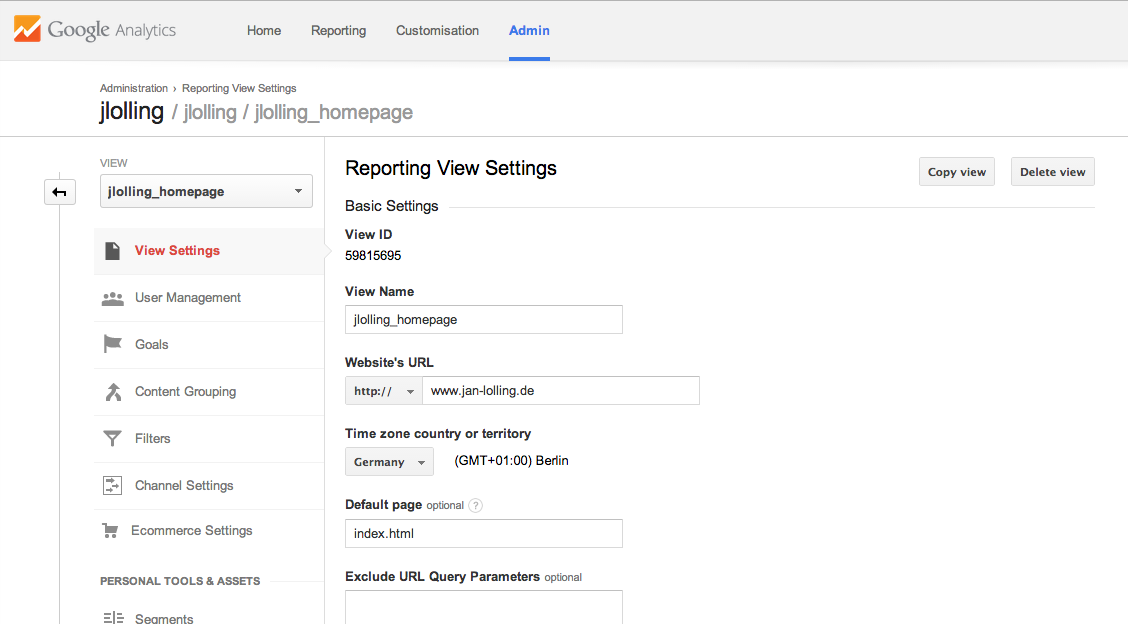 Google Analytics
Home Reporting Customisation Admin
Administration › Reporting View Settings
jlolling / jlolling / jlolling_homepage
VIEW
jlolling_homepage
View Settings
User Management
Goals
Content Grouping
Filters
Channel Settings
Ecommerce Settings
PERSONAL TOOLS & ASSETS
Segments
Reporting View Settings
Copy view
Delete view
Basic Settings
View ID
59815695
View Name
jlolling_homepage
Website's URL
http:// www.jan-lolling.de
Time zone country or territory
Germany (GMT+01:00) Berlin
Default page optional ?
index.html
Exclude URL Query Parameters optional